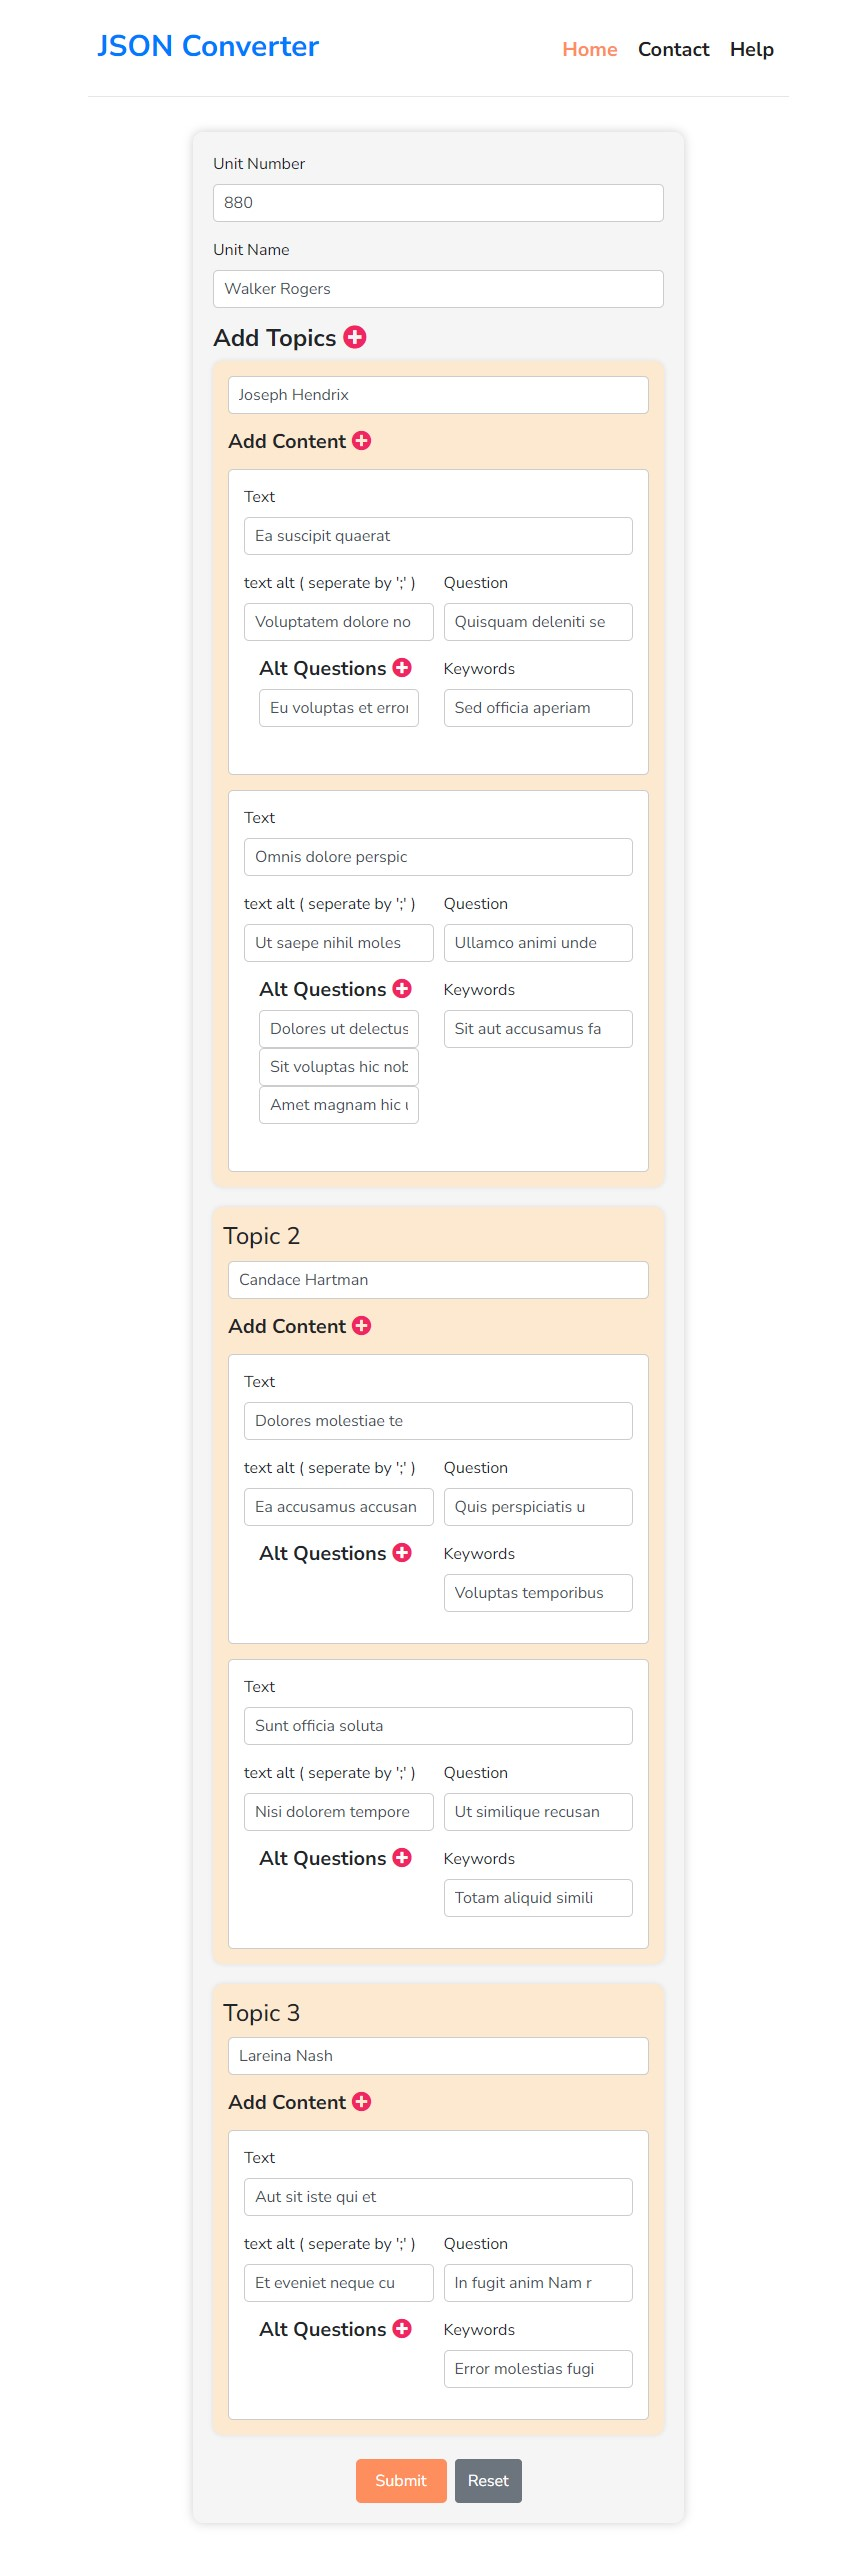 JSON Converter
Home Contact Help
Unit Number
880
Unit Name
Walker Rogers
Add Topics
Joseph Hendrix
Add Content
Text
Ea suscipit quaerat
text alt ( seperate by ';' ) Question
Voluptatem dolore no Quisquam deleniti se
Alt Questions Keywords
Eu voluptas et error Sed officia aperiam
Text
Omnis dolore perspic
text alt ( seperate by ';' ) Question
Ut saepe nihil moles Ullamco animi unde
Alt Questions Keywords
Dolores ut delectus Sit aut accusamus fa
Sit voluptas hic nob
Amet magnam hic
Topic 2
Candace Hartman
Add Content
Text
Dolores molestiae te
text alt ( seperate by ';' ) Question
Ea accusamus accusan Quis perspiciatis u
Alt Questions Keywords
Voluptas temporibus
Text
Sunt officia soluta
text alt ( seperate by ';' ) Question
Nisi dolorem tempore Ut similique recusan
Alt Questions Keywords
Totam aliquid simili
Topic 3
Lareina Nash
Add Content
Text
Aut sit iste qui et
text alt ( seperate by ';' ) Question
Et eveniet neque cu In fugit anim Nam r
Alt Questions Keywords
Error molestias fugi
Submit Reset